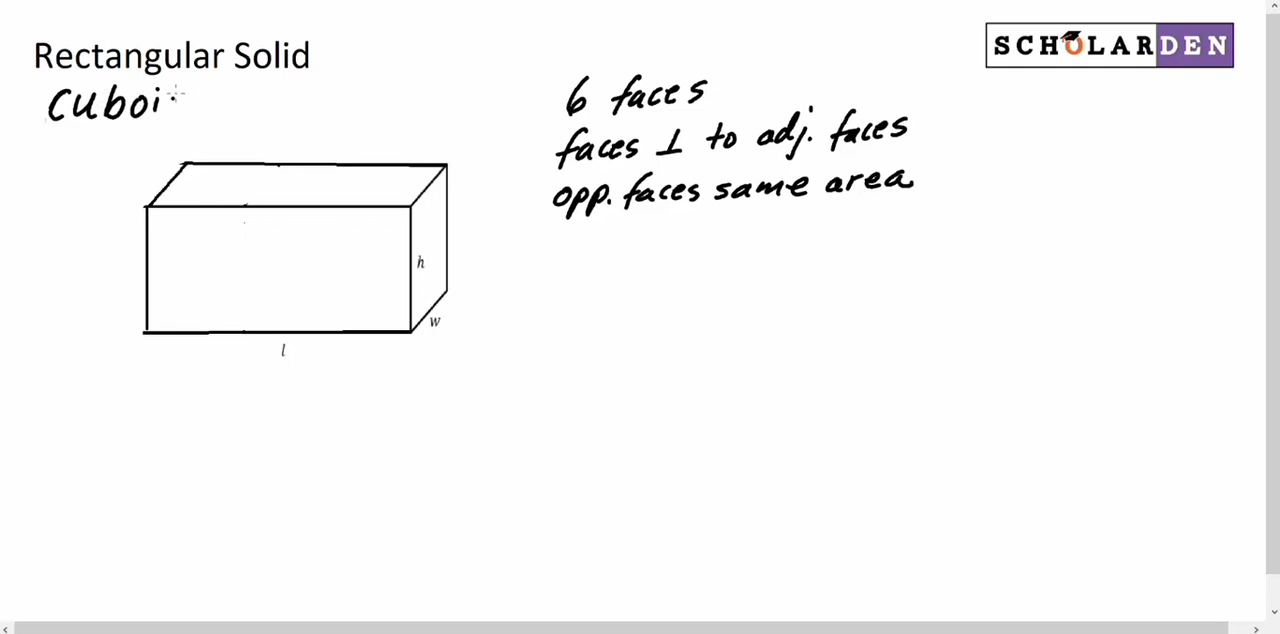 Rectangular Solid
cuboi
SCHOLARDEN
6 faces
faces ⊥ to adj. faces
opp. faces same area
h
w
l